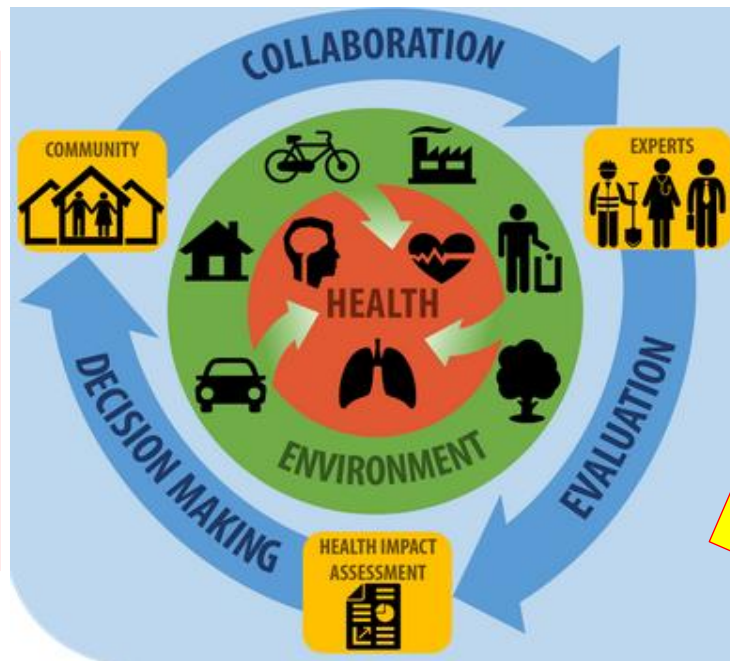 COLLABORATION
COMMUNITY
EXPERTS
HEALTH
ENVIRONMENT
DECISION MAKING
EVALUATION
HEALTH IMPACT
ASSESSMENT